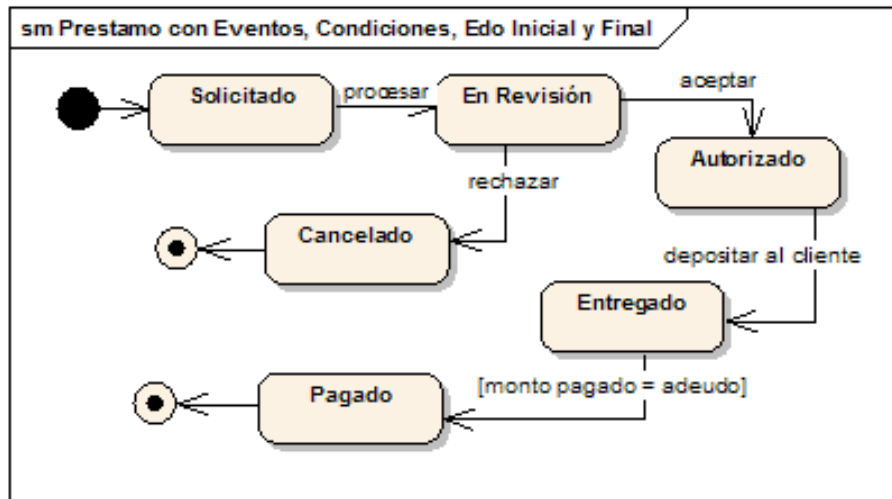 sm Prestamo con Eventos, Condiciones, Edo Inicial y Final
Solicitado
procesar
En Revisión
aceptar
Autorizado
rechazar
Cancelado
depositar al cliente
Entregado
[monto pagado = adeudo]
Pagado